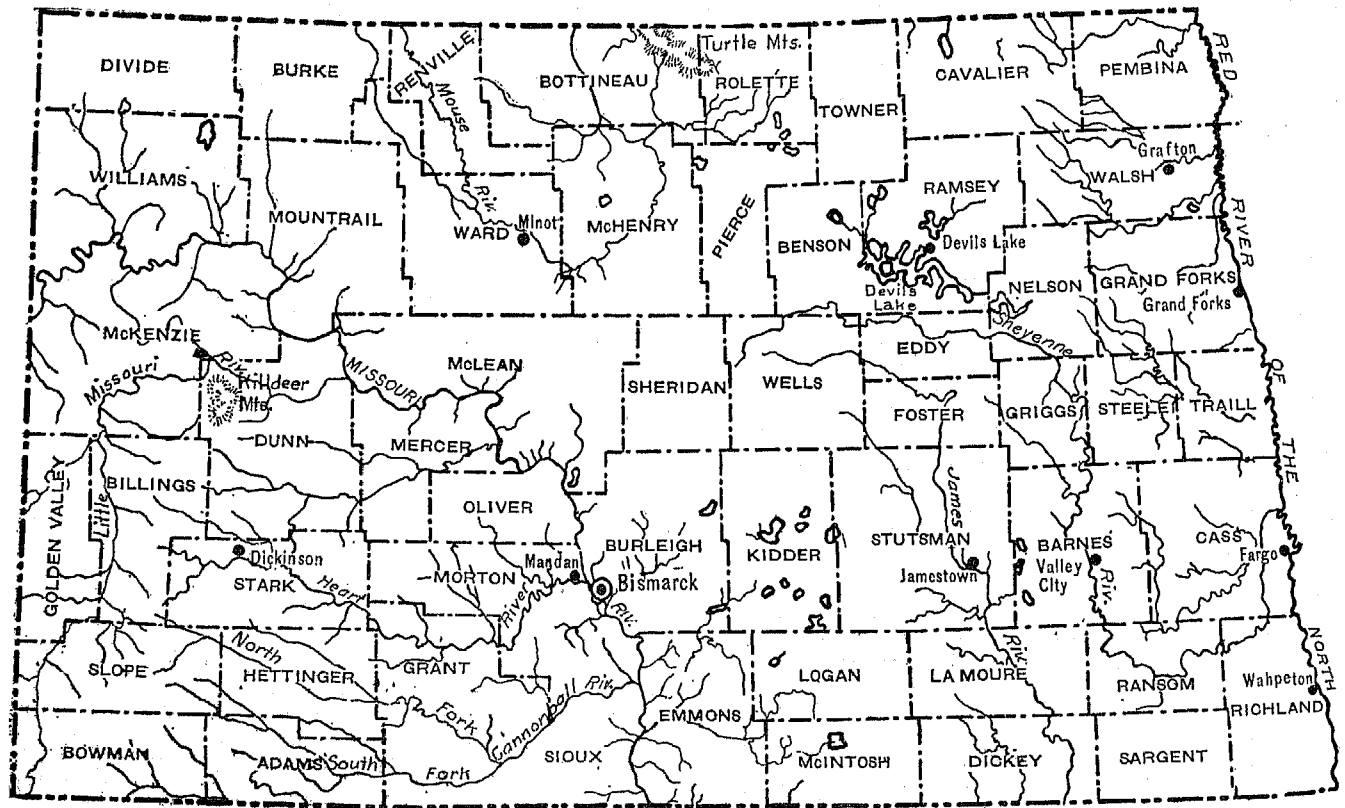 DIVIDE
BURKE
RENVILLE
Mouse
Riv.
BOTTINEAU
Turtle Mts.
ROLETTE
TOWNER
CAVALIER
PEMBINA
RED
RIVER
OF
THE
NORTH
WILLIAMS
MOUNTRAIL
WARD
Minot
McHENRY
PIERCE
BENSON
RAMSEY
Devils Lake
Devils
Lake
Grafton
WALSH
NELSON
GRAND FORKS
Grand Forks
McKENZIE
Little
Missouri
Riv.
Killdeer
Mts.
DUNN
MISSOURI
Riv.
McLEAN
MERCER
SHERIDAN
WELLS
EDDY
Sheyenne
Riv.
FOSTER
GRIGGS
STEELE
TRAILL
GOLDEN VALLEY
BILLINGS
Dickinson
STARK
Heart
River
OLIVER
MORTON
Mandan
BURLEIGH
Bismarck
KIDDER
STUTSMAN
James
Riv.
Jamestown
BARNES
Valley
City
CASS
Fargo
SLOPE
North
Fork
HETTINGER
GRANT
Cannonball Riv.
EMMONS
LOGAN
LA MOURE
RANSOM
Wahpeton
RICHLAND
BOWMAN
ADAMS
South
Fork
SIOUX
McINTOSH
DICKEY
SARGENT